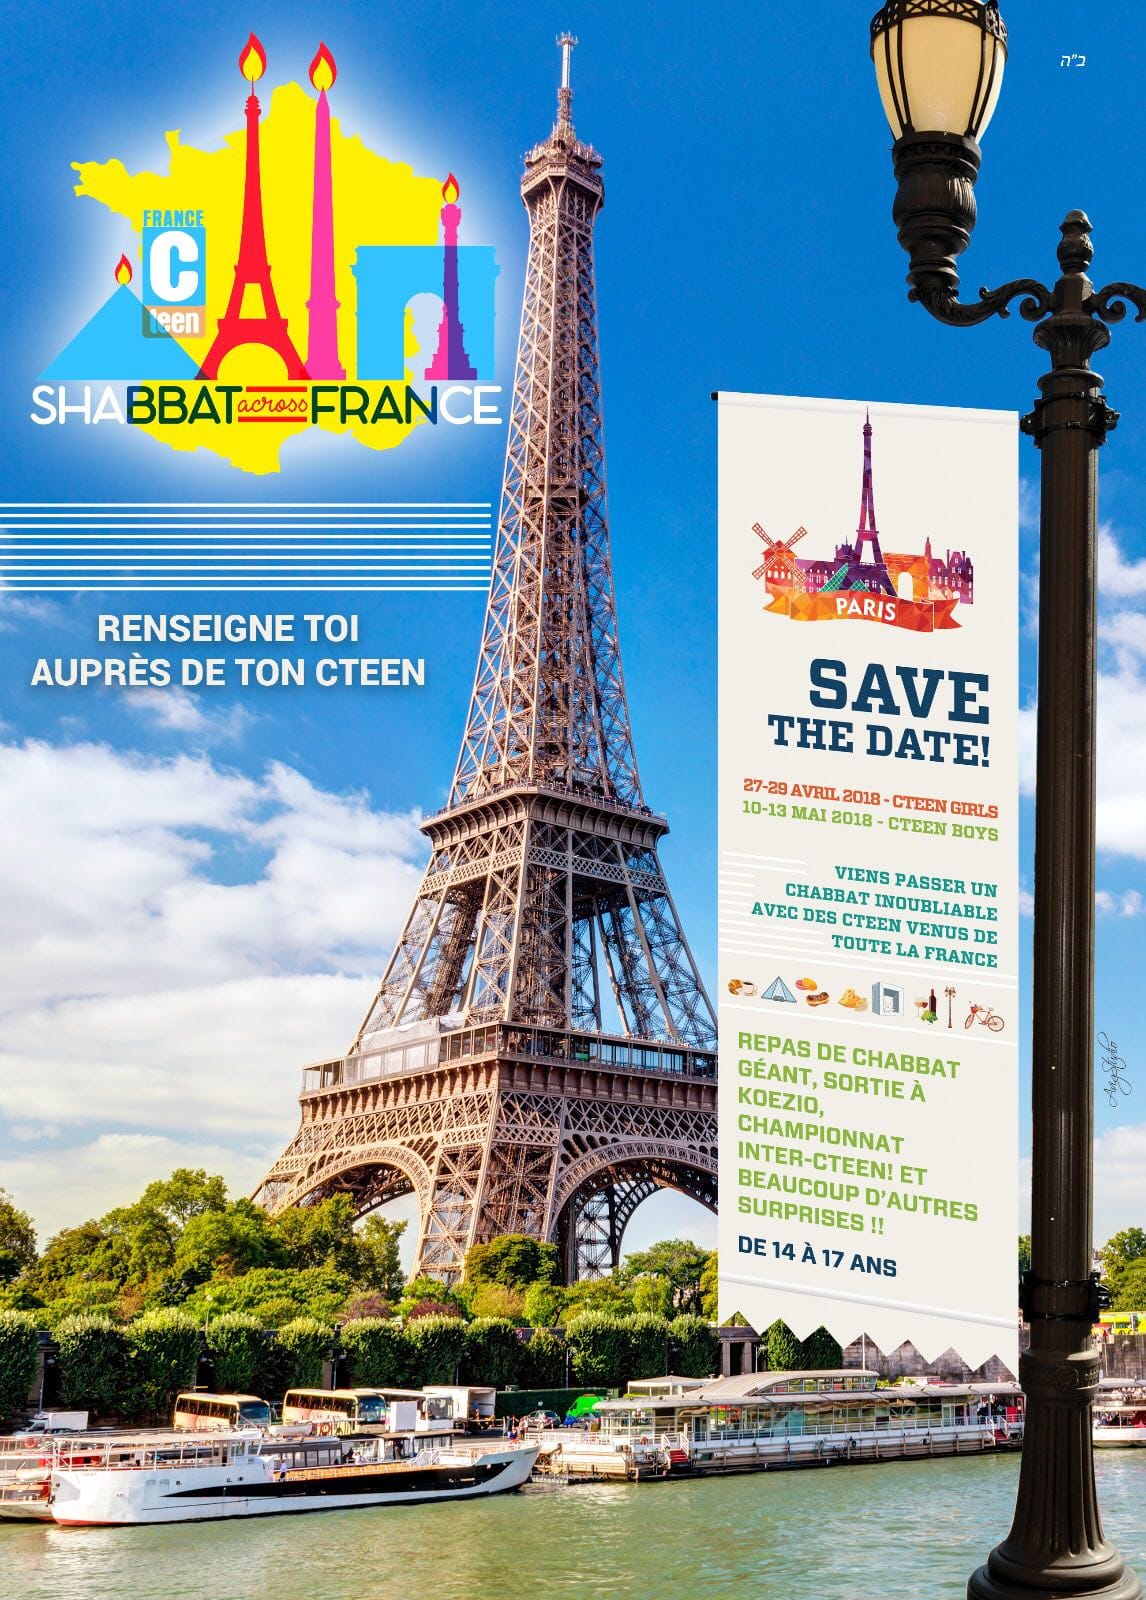 ב"ה
FRANCE
C
teen
SHABBAT across FRANCE
RENSEIGNE TOI
AUPRÈS DE TON CTEEN
PARIS
SAVE
THE DATE!
27-29 AVRIL 2018 - CTEEN GIRLS
10-13 MAI 2018 - CTEEN BOYS
VIENS PASSER UN
CHABBAT INOUBLIABLE
AVEC DES CTEEN VENUS DE
TOUTE LA FRANCE
REPAS DE CHABBAT
GÉANT, SORTIE À
KOEZIO,
CHAMPIONNAT
INTER-CTEEN! ET
BEAUCOUP D'AUTRES
SURPRISES !!
DE 14 À 17 ANS